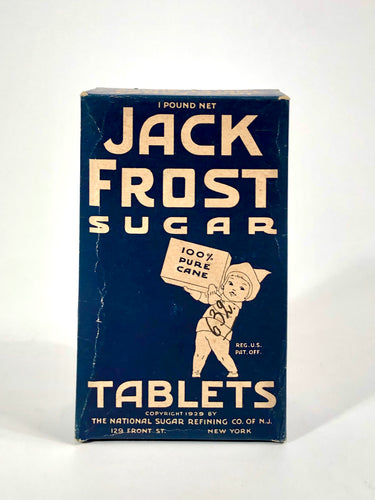 1 POUND NET
JACK
FROST
SUGAR
100%
PURE
CANE
REG. U.S.
PAT. OFF.
TABLETS
COPYRIGHT 1929 BY
THE NATIONAL SUGAR REFINING CO. OF N.J.
129 FRONT ST. NEW YORK